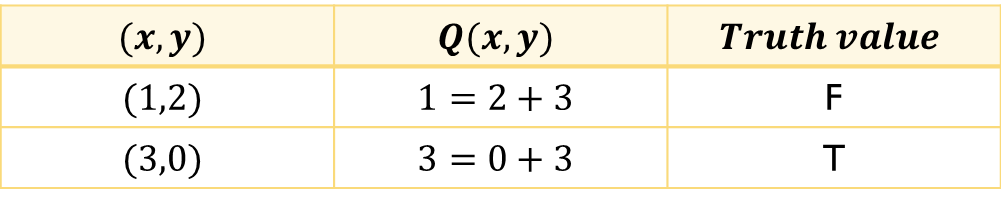 (x, y) Q(x, y) Truth value
(1,2) 1 = 2 + 3 F
(3,0) 3 = 0 + 3 T